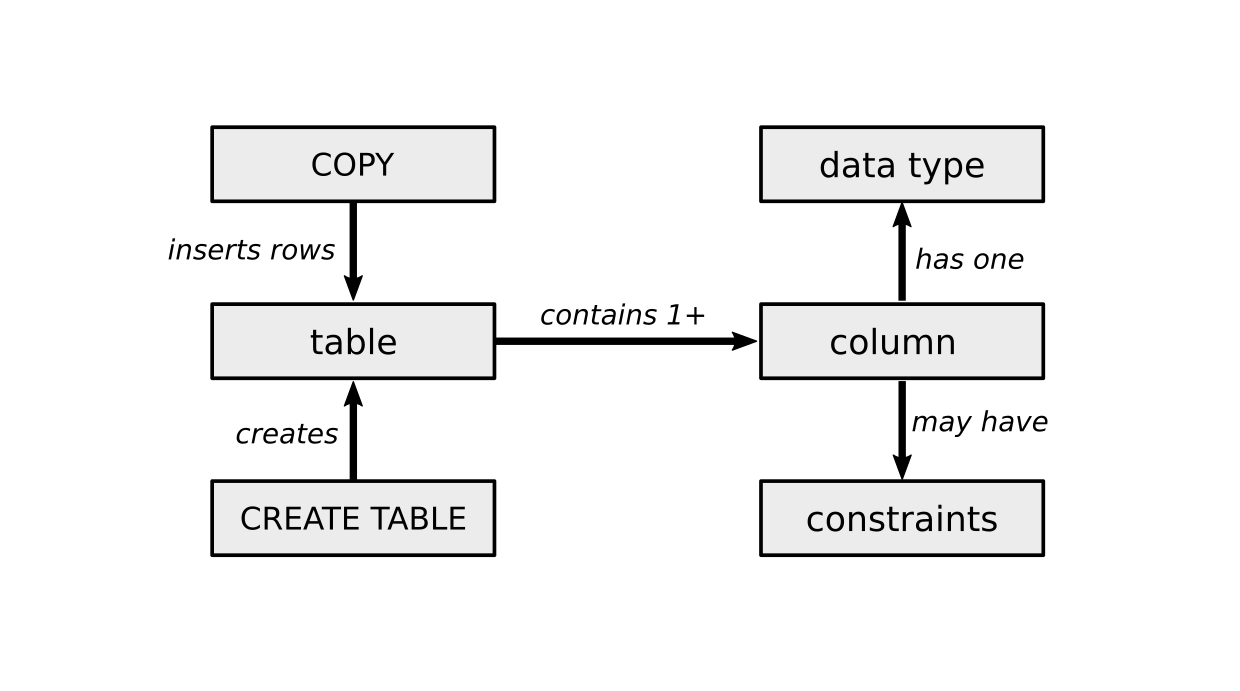 COPY
data type
inserts rows
has one
table
contains 1+
column
creates
may have
CREATE TABLE
constraints